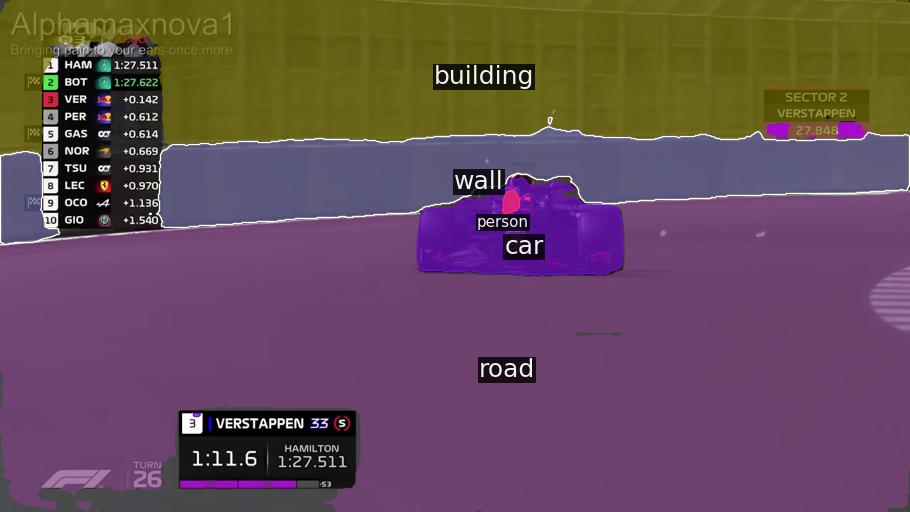 Alphamaxnova1
Bringing pain to your ears once more
1 HAM 1:27.511
2 BOT 1:27.622
3 VER +0.142
4 PER +0.612
5 GAS +0.614
6 NOR +0.669
7 TSU +0.931
8 LEC +0.970
9 OCO +1.136
10 GIO +1.540
building
SECTOR 2
VERSTAPPEN
27.848
wall
person
car
road
3 VERSTAPPEN 33 S
1:11.6
HAMILTON
1:27.511
S3
F1
TURN
26